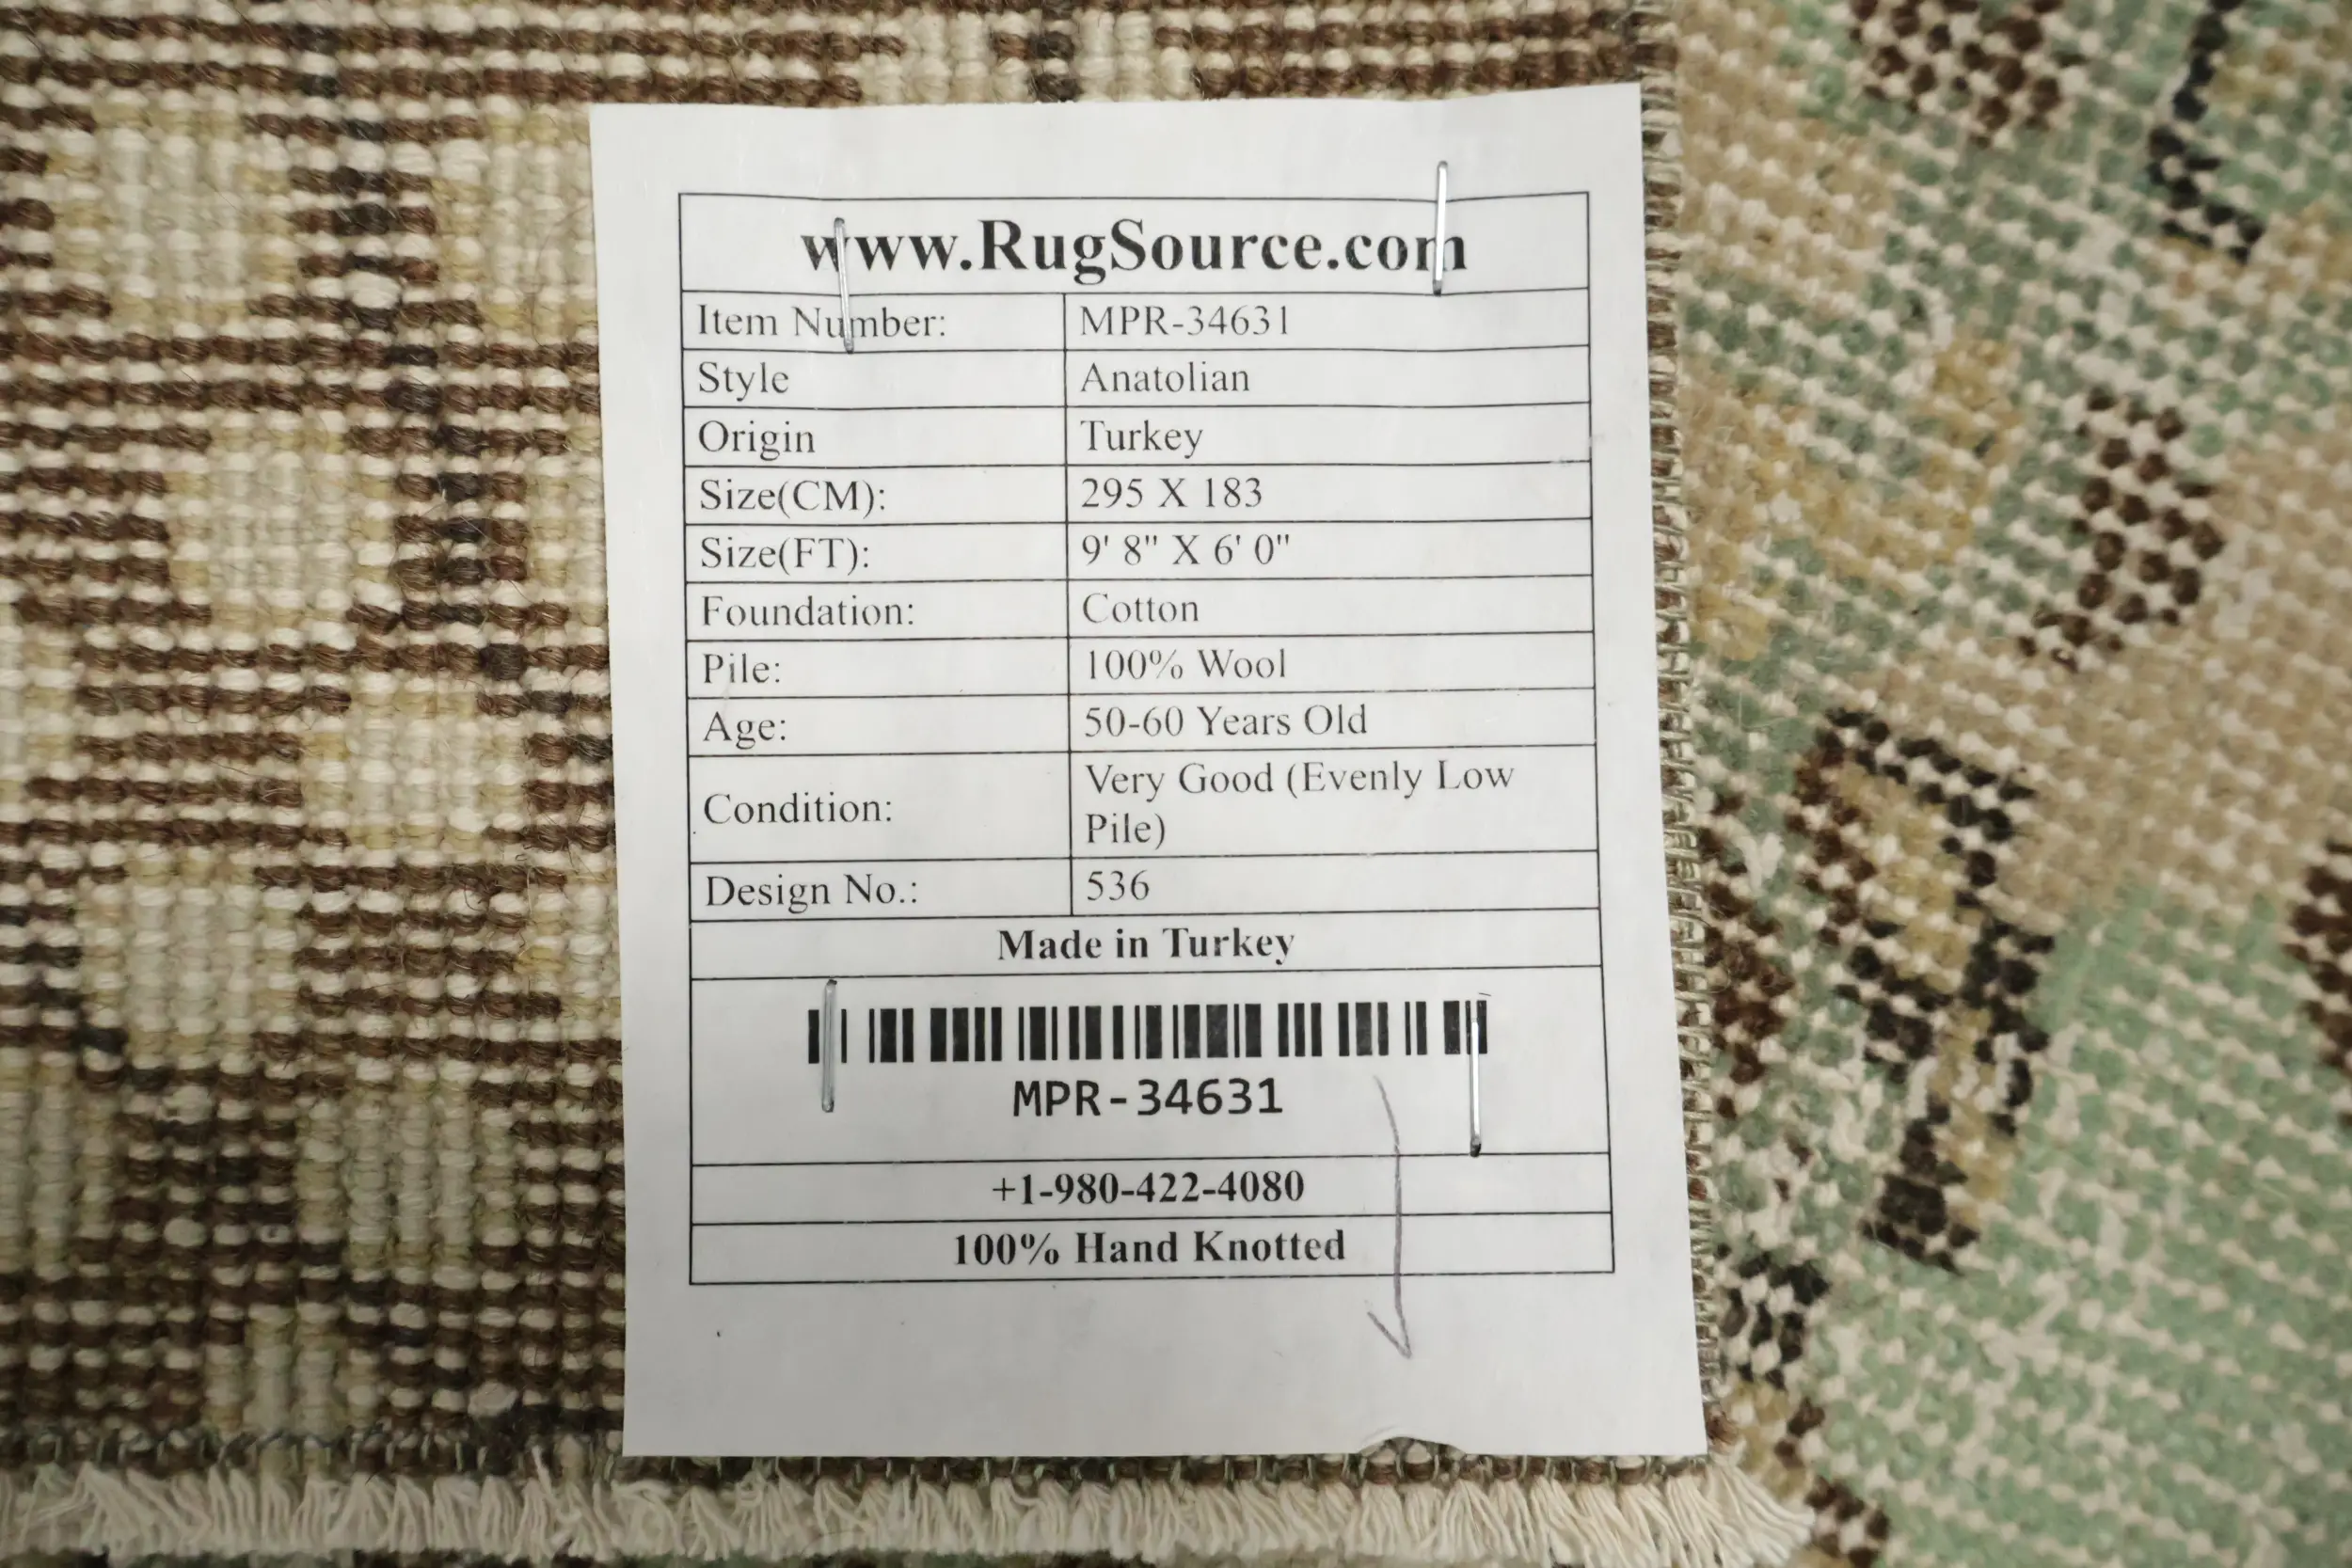 www.RugSource.com
Item Number: MPR-34631
Style Anatolian
Origin Turkey
Size(CM): 295 X 183
Size(FT): 9' 8" X 6' 0"
Foundation: Cotton
Pile: 100% Wool
Age: 50-60 Years Old
Condition: Very Good (Evenly Low
Pile)
Design No.: 536
Made in Turkey
MPR-34631
+1-980-422-4080
100% Hand Knotted